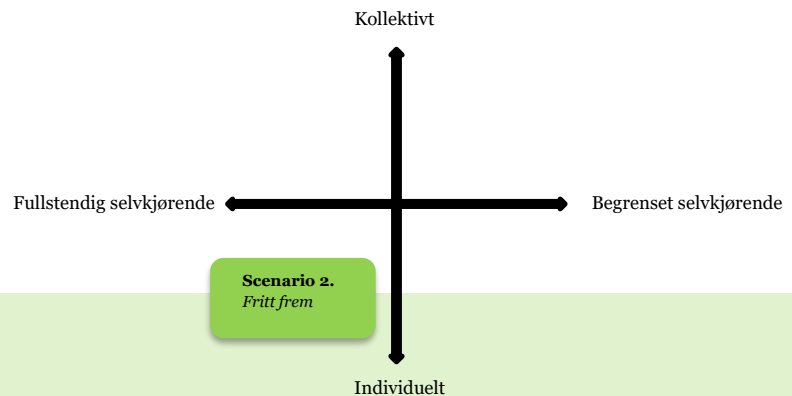 Kollektivt
Fullstendig selvkjørende
Begrenset selvkjørende
Scenario 2.
Fritt frem
Individuelt